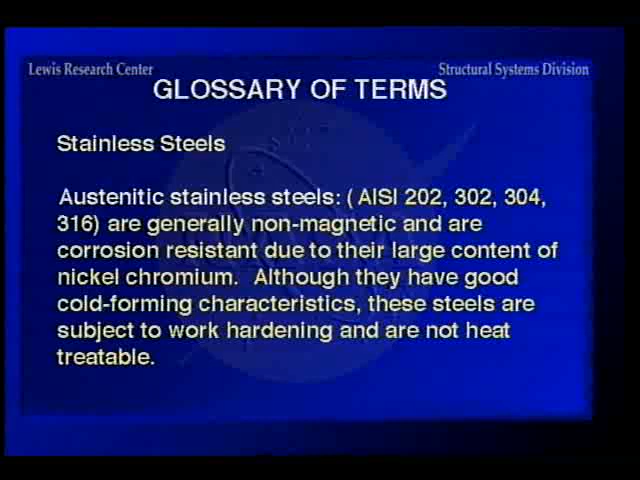 Lewis Research Center
Structural Systems Division
GLOSSARY OF TERMS
Stainless Steels
Austenitic stainless steels: ( AISI 202, 302, 304,
316) are generally non-magnetic and are
corrosion resistant due to their large content of
nickel chromium. Although they have good
cold-forming characteristics, these steels are
subject to work hardening and are not heat
treatable.